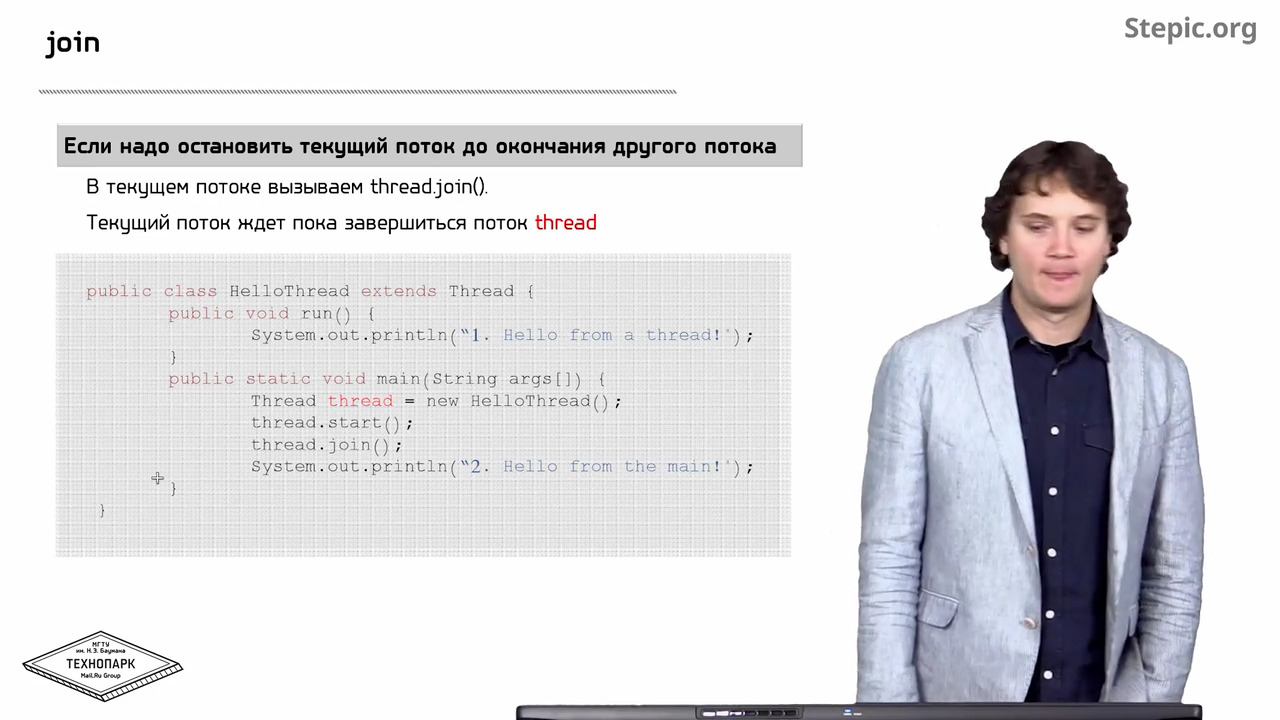 join
Stepic.org
Если надо остановить текущий поток до окончания другого потока
В текущем потоке вызываем thread.join().
Текущий поток ждет пока завершиться поток thread
public class HelloThread extends Thread {
public void run() {
System.out.println(“1. Hello from a thread!");
}
public static void main(String args[]) {
Thread thread = new HelloThread();
thread.start();
thread.join();
System.out.println(“2. Hello from the main!");
}
}
МГТУ
им. Н.Э. Баумана
ТЕХНОПАРК
Mail.Ru Group